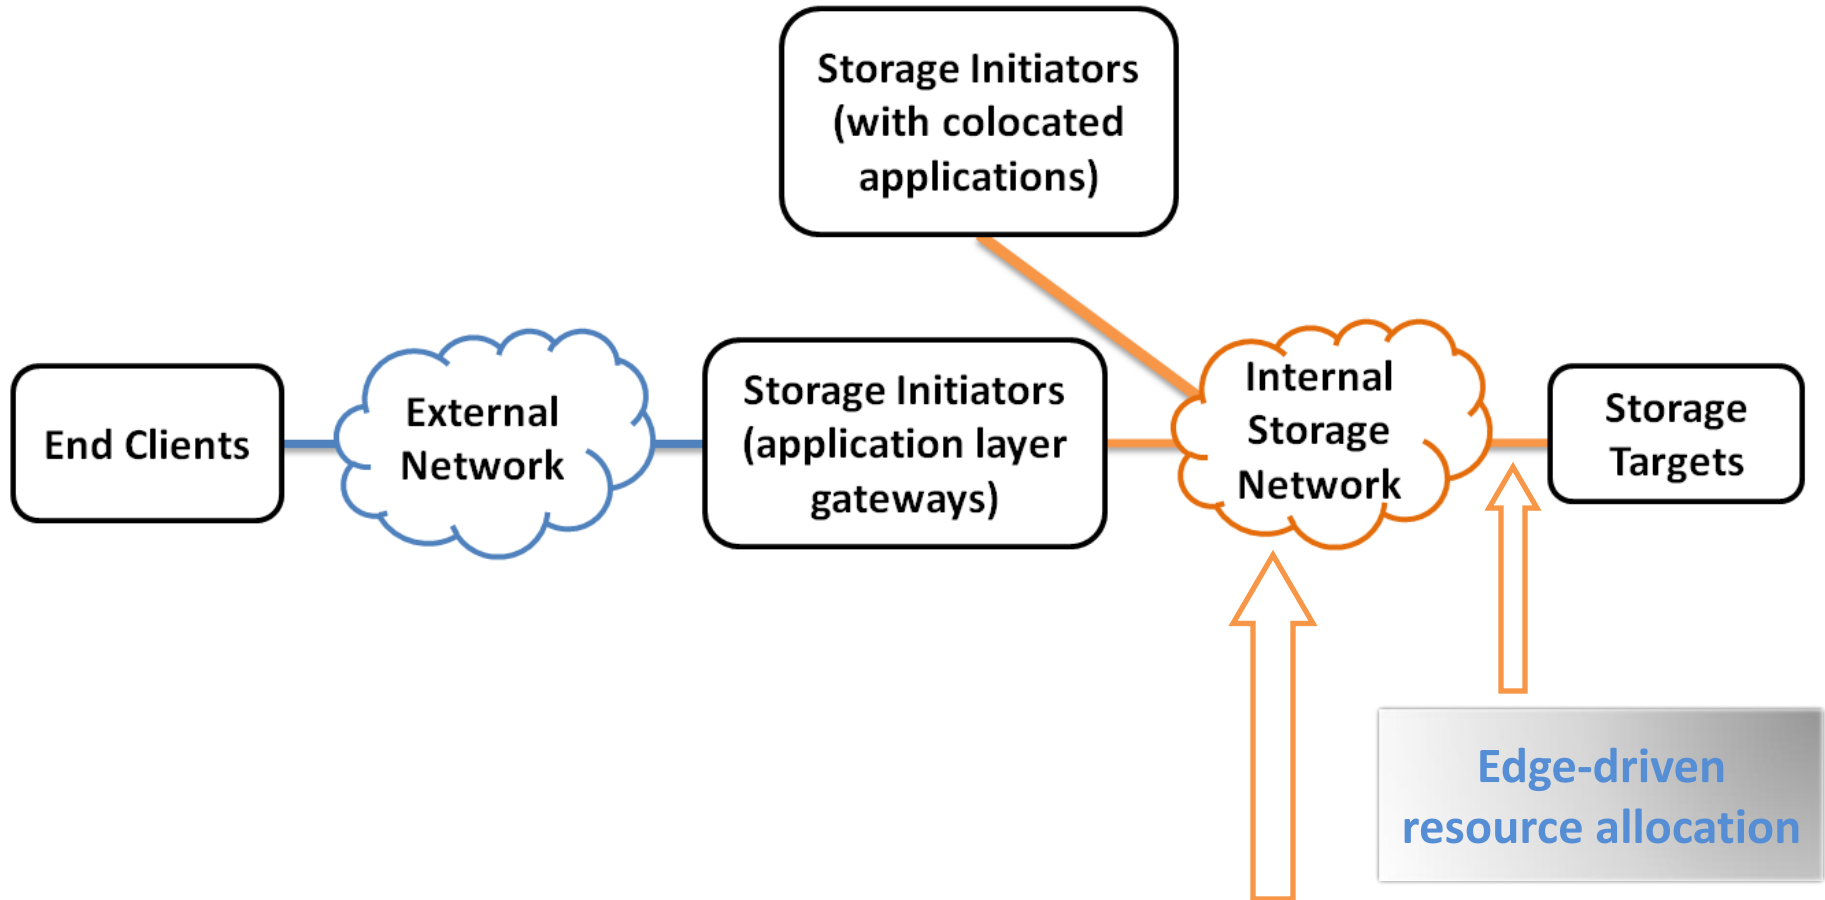 Storage Initiators
(with colocated
applications)
End Clients
External
Network
Storage Initiators
(application layer
gateways)
Internal
Storage
Network
Storage
Targets
Edge-driven
resource allocation